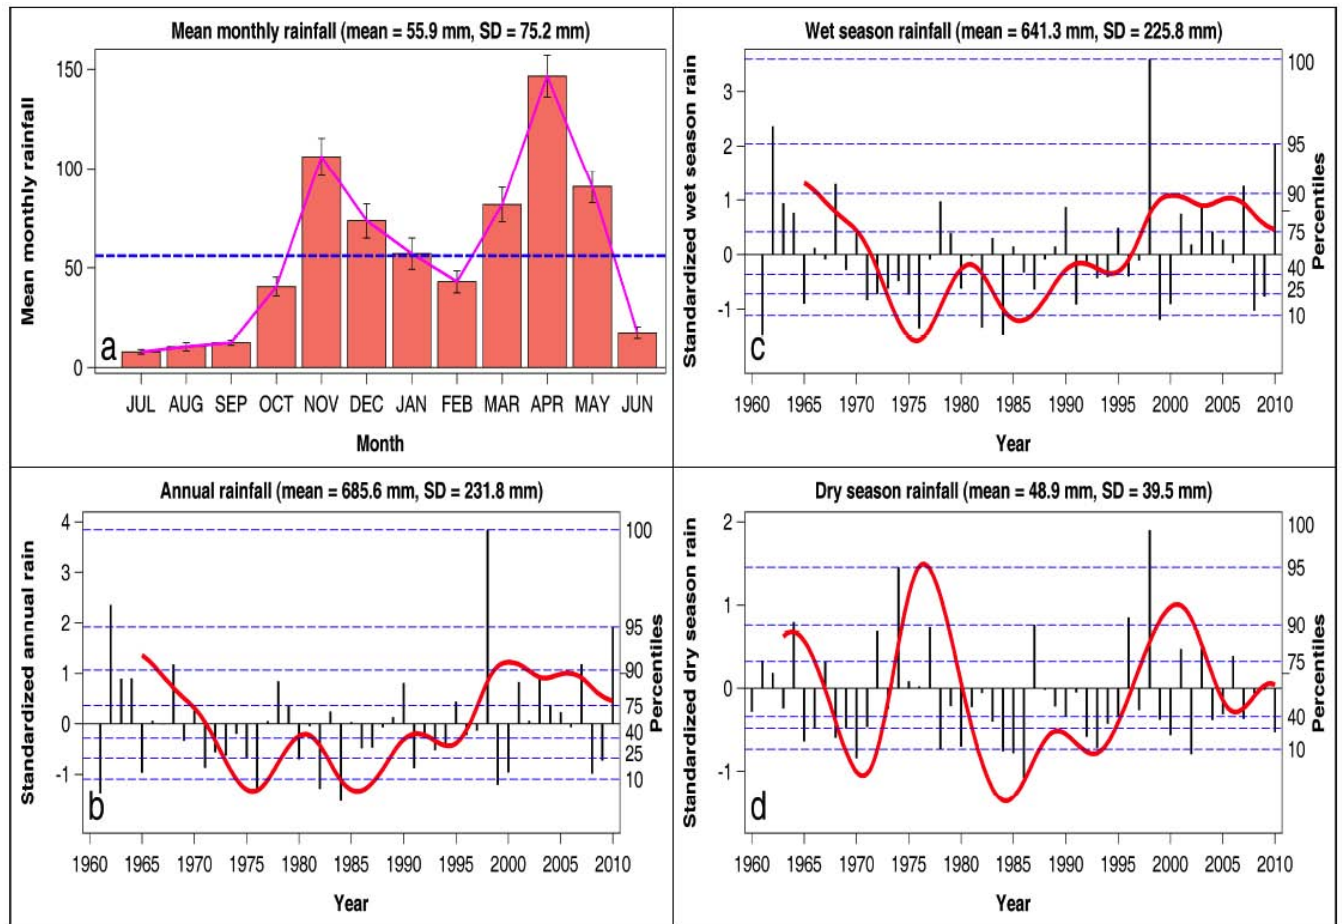 Mean monthly rainfall (mean = 55.9 mm, SD = 75.2 mm)
Mean monthly rainfall
150
100
50
0
a
JUL AUG SEP OCT NOV DEC JAN FEB MAR APR MAY JUN
Month
Wet season rainfall (mean = 641.3 mm, SD = 225.8 mm)
Standardized wet season rain
3
2
1
0
-1
100
95
90
75
40
25
10
Percentiles
c
1960 1965 1970 1975 1980 1985 1990 1995 2000 2005 2010
Year
Annual rainfall (mean = 685.6 mm, SD = 231.8 mm)
Standardized annual rain
4
3
2
1
0
-1
100
95
90
75
40
25
10
Percentiles
b
1960 1965 1970 1975 1980 1985 1990 1995 2000 2005 2010
Year
Dry season rainfall (mean = 48.9 mm, SD = 39.5 mm)
Standardized dry season rain
2
1
0
-1
100
95
90
75
40
25
10
Percentiles
d
1960 1965 1970 1975 1980 1985 1990 1995 2000 2005 2010
Year